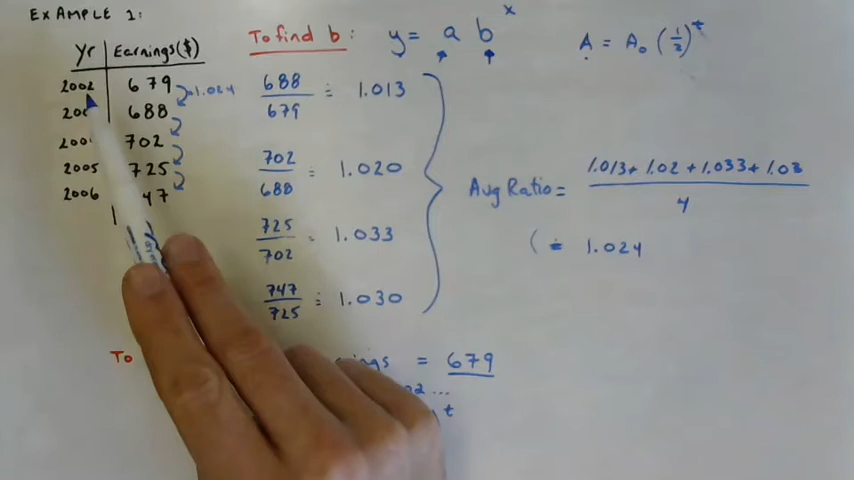 EXAMPLE 1:
Yr Earnings($)
2002 679 ×1.024
688
702
2005 725
2006 47
To find b: y = a b^x
A = A₀ (1/2)^t
688/679 ≐ 1.013
702/688 ≐ 1.020
725/702 ≐ 1.033
747/725 ≐ 1.030
Avg Ratio = (1.013 + 1.02 + 1.033 + 1.03)/4
( ≐ 1.024
To = 679
...
t